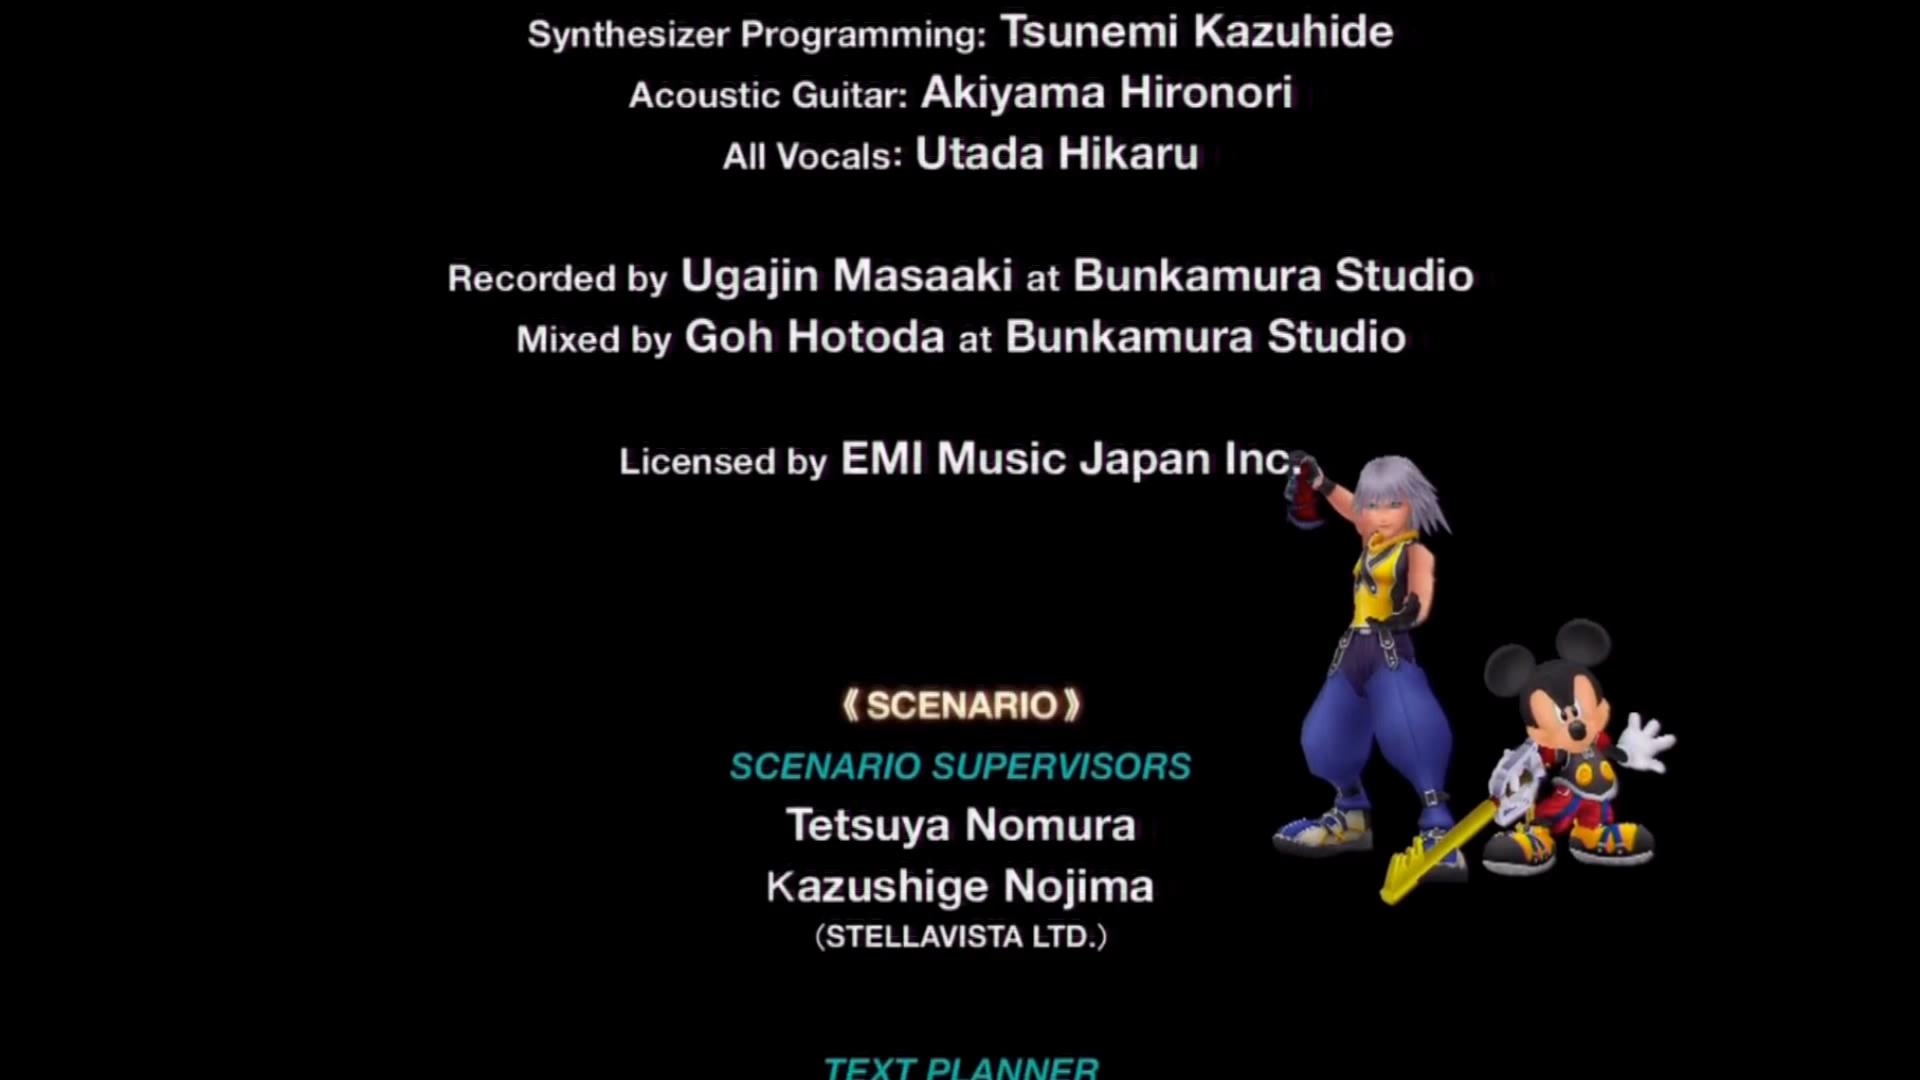 Synthesizer Programming: Tsunemi Kazuhide
Acoustic Guitar: Akiyama Hironori
All Vocals: Utada Hikaru
Recorded by Ugajin Masaaki at Bunkamura Studio
Mixed by Goh Hotoda at Bunkamura Studio
Licensed by EMI Music Japan Inc.
《SCENARIO》
SCENARIO SUPERVISORS
Tetsuya Nomura
Kazushige Nojima
(STELLAVISTA LTD.)
TEXT PLANNER